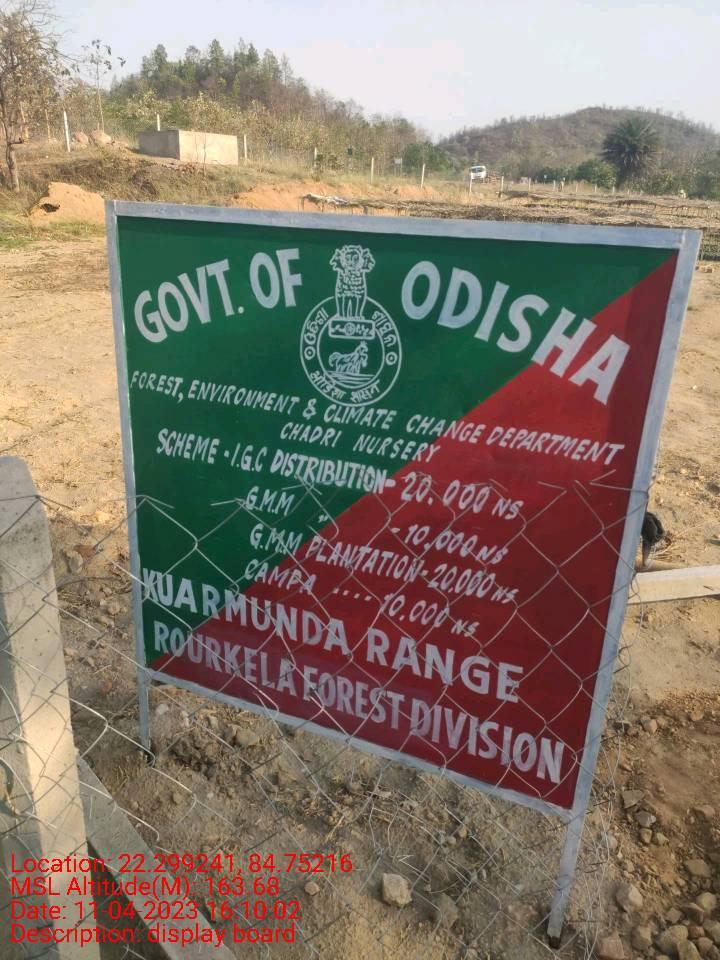 GOVT. OF ODISHA
FOREST, ENVIRONMENT & CLIMATE CHANGE DEPARTMENT
CHADRI NURSERY
SCHEME - I.G.C DISTRIBUTION - 20.000 NS
G.M.M " - 10.000 NS
G.M.M PLANTATION - 20.000 NS
CAMPA .... 10.000 NS
KUARMUNDA RANGE
ROURKELA FOREST DIVISION
Location: 22.299241, 84.75216
MSL Altitude(M): 163.68
Date: 11-04-2023 16:10:02
Description: display board